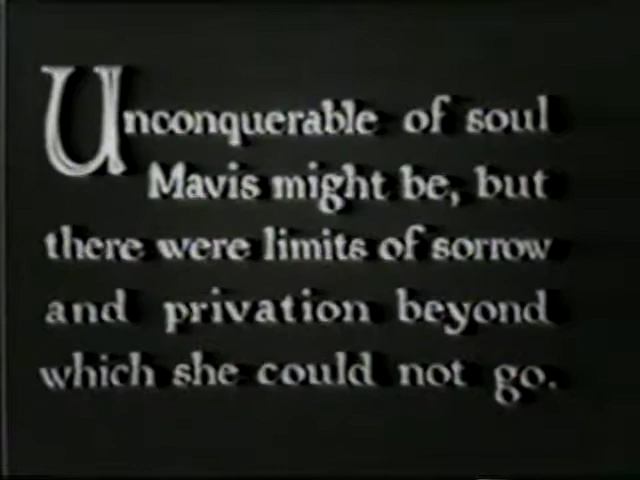 Unconquerable of soul
Mavis might be, but
there were limits of sorrow
and privation beyond
which she could not go.